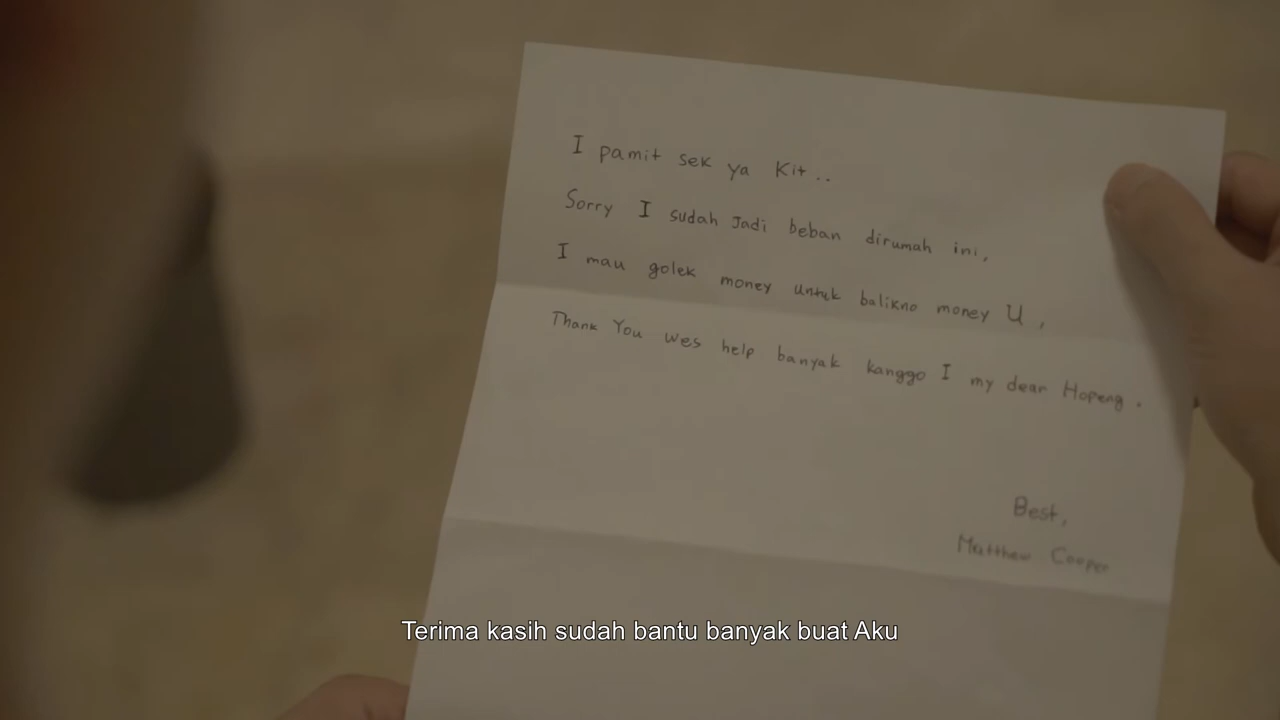 I pamit sek ya Kit..
Sorry I sudah Jadi beban dirumah ini,
I mau golek money untuk balikno money U,
Thank You wes help banyak kanggo I my dear Hopeng.
Best,
Matthew Cooper
Terima kasih sudah bantu banyak buat Aku